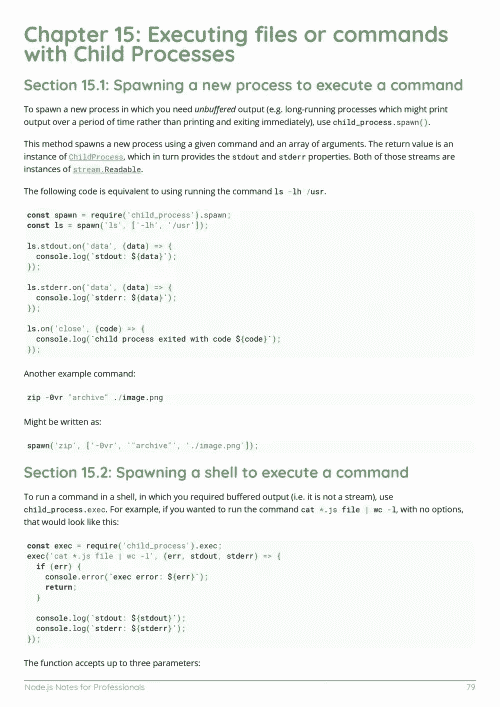 Chapter 15: Executing files or commands
with Child Processes
Section 15.1: Spawning a new process to execute a command
To spawn a new process in which you need unbuffered output (e.g. long-running processes which might print
output over a period of time rather than printing and exiting immediately), use child_process.spawn().
This method spawns a new process using a given command and an array of arguments. The return value is an
instance of ChildProcess, which in turn provides the stdout and stderr properties. Both of those streams are
instances of stream.Readable.
The following code is equivalent to using running the command ls -lh /usr.
const spawn = require('child_process').spawn;
const ls = spawn('ls', ['-lh', '/usr']);
ls.stdout.on('data', (data) => {
  console.log(`stdout: ${data}`);
});
ls.stderr.on('data', (data) => {
  console.log(`stderr: ${data}`);
});
ls.on('close', (code) => {
  console.log(`child process exited with code ${code}`);
});
Another example command:
zip -0vr "archive" ./image.png
Might be written as:
spawn('zip', ['-0vr', '"archive"', './image.png']);
Section 15.2: Spawning a shell to execute a command
To run a command in a shell, in which you required buffered output (i.e. it is not a stream), use
child_process.exec. For example, if you wanted to run the command cat *.js file | wc -l, with no options,
that would look like this:
const exec = require('child_process').exec;
exec('cat *.js file | wc -l', (err, stdout, stderr) => {
  if (err) {
    console.error(`exec error: ${err}`);
    return;
  }
  console.log(`stdout: ${stdout}`);
  console.log(`stderr: ${stderr}`);
});
The function accepts up to three parameters:
Node.js Notes for Professionals 79